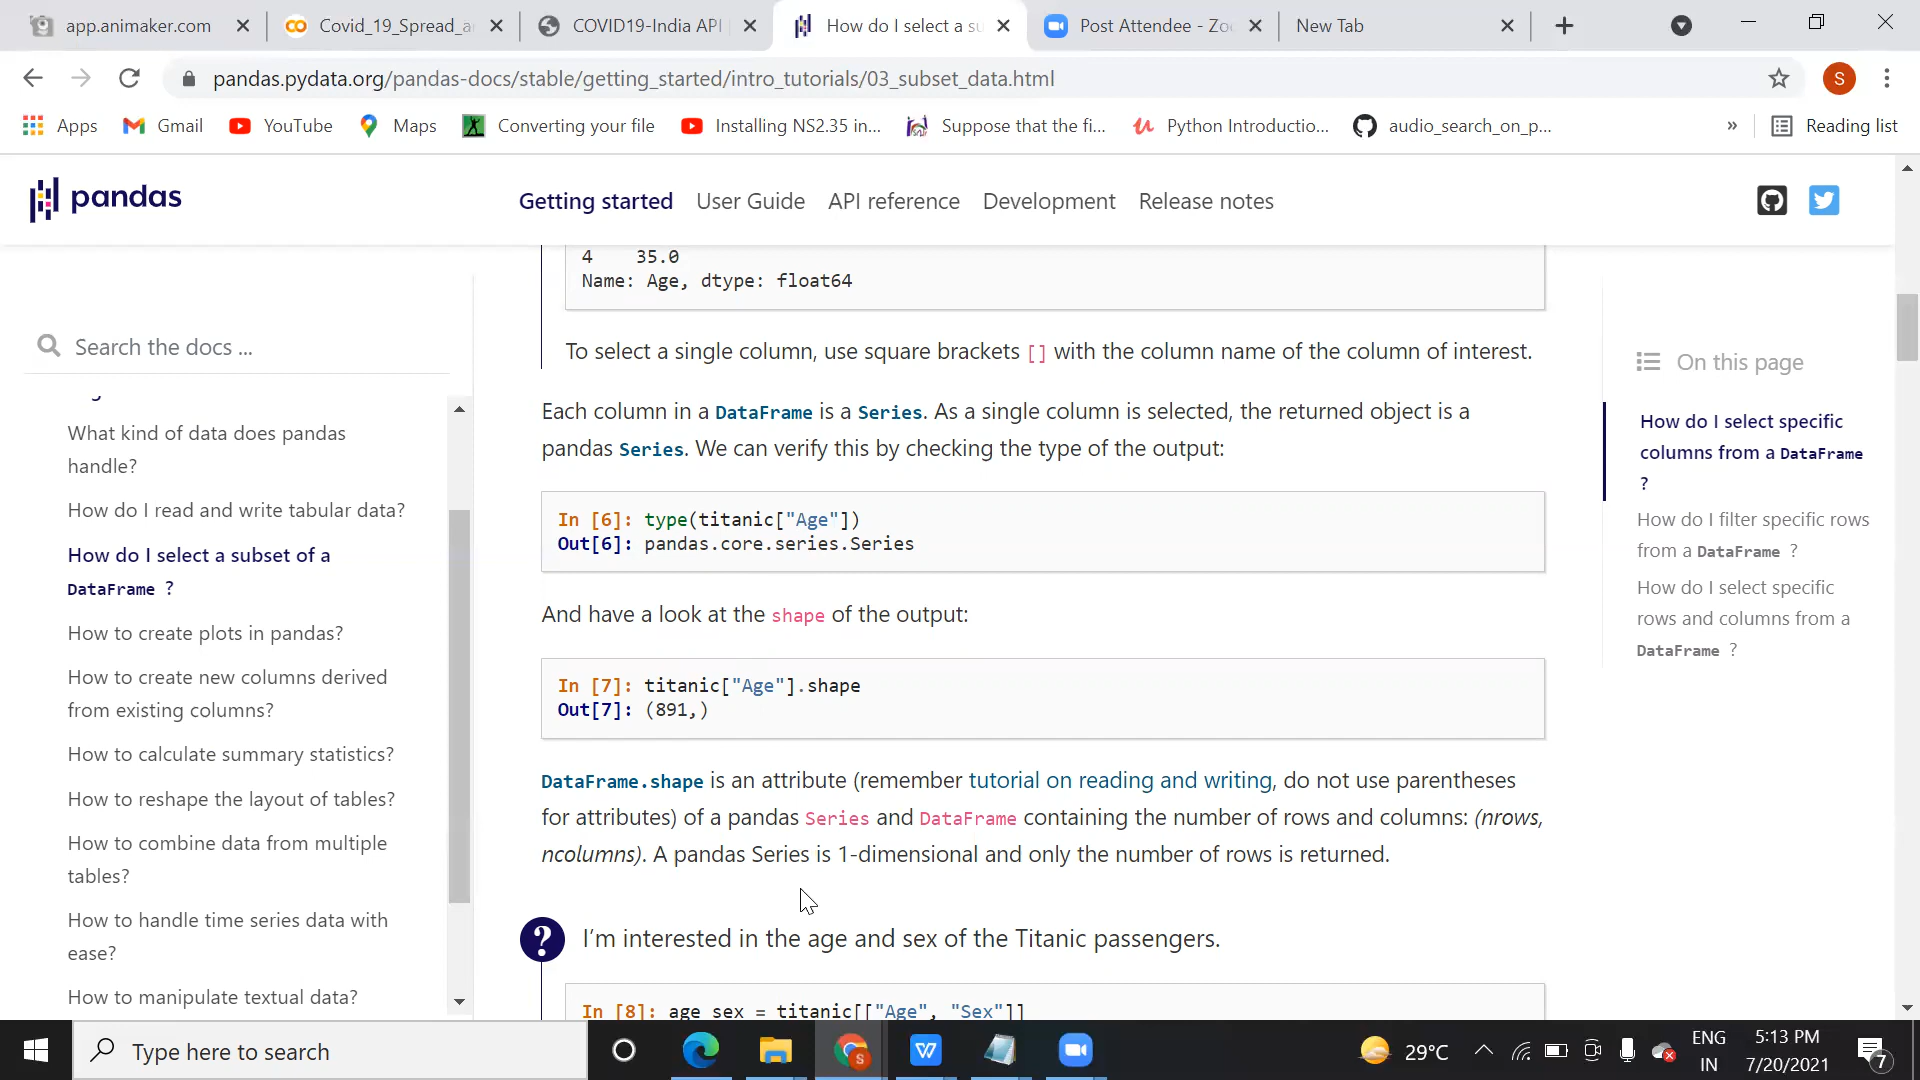 app.animaker.com
Covid_19_Spread_a
COVID19-India API
How do I select a su
Post Attendee - Zo
New Tab
pandas.pydata.org/pandas-docs/stable/getting_started/intro_tutorials/03_subset_data.html
S
Apps
Gmail
YouTube
Maps
Converting your file
Installing NS2.35 in...
Suppose that the fi...
Python Introductio...
audio_search_on_p...
»
Reading list
pandas
Getting started
User Guide
API reference
Development
Release notes
Search the docs ...
What kind of data does pandas
handle?
How do I read and write tabular data?
How do I select a subset of a
DataFrame ?
How to create plots in pandas?
How to create new columns derived
from existing columns?
How to calculate summary statistics?
How to reshape the layout of tables?
How to combine data from multiple
tables?
How to handle time series data with
ease?
How to manipulate textual data?
4    35.0
Name: Age, dtype: float64
To select a single column, use square brackets [] with the column name of the column of interest.
Each column in a DataFrame is a Series. As a single column is selected, the returned object is a
pandas Series. We can verify this by checking the type of the output:
In [6]: type(titanic["Age"])
Out[6]: pandas.core.series.Series
And have a look at the shape of the output:
In [7]: titanic["Age"].shape
Out[7]: (891,)
DataFrame.shape is an attribute (remember tutorial on reading and writing, do not use parentheses
for attributes) of a pandas Series and DataFrame containing the number of rows and columns: (nrows,
ncolumns). A pandas Series is 1-dimensional and only the number of rows is returned.
? I'm interested in the age and sex of the Titanic passengers.
In [8]: age_sex = titanic[["Age", "Sex"]]
On this page
How do I select specific
columns from a DataFrame
?
How do I filter specific rows
from a DataFrame ?
How do I select specific
rows and columns from a
DataFrame ?
Type here to search
S
W
29°C
ENG
IN
5:13 PM
7/20/2021
7